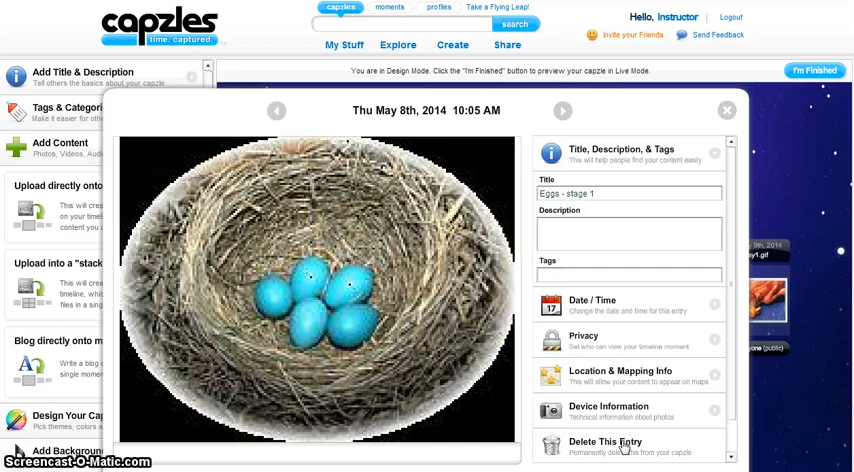 capzles
time. captured.
capzles
moments
profiles
Take a Flying Leap!
search
Hello, Instructor
Logout
Invite your Friends
Send Feedback
My Stuff
Explore
Create
Share
You are in Design Mode. Click the "I'm Finished" button to preview your capzle in Live Mode.
I'm Finished
Add Title & Description
Tell others the basics about your capzle
Tags & Categori
Make it easier for othe
Add Content
Photos, Videos, Audi
Upload directly onto
This will crea
on your timelin
content you u
Upload into a "stack
This will crea
timeline, whic
files in a sing
Blog directly onto m
Write a blog
single momen
Design Your Cap
Pick themes, colors,
Add Backgroun
Thu May 8th, 2014 10:05 AM
Title, Description, & Tags
This will help people find your content easily
Title
Eggs - stage 1
Description
Tags
Date / Time
Change the date and time for this entry
17
Privacy
Set who can view your timeline moment
Location & Mapping Info
This will allow your content to appear on maps
Device Information
Technical information about photos
Delete This Entry
Permanently delete this from your capzle
9th, 2014
ay1.gif
yone (public)
Screencast-O-Matic.com